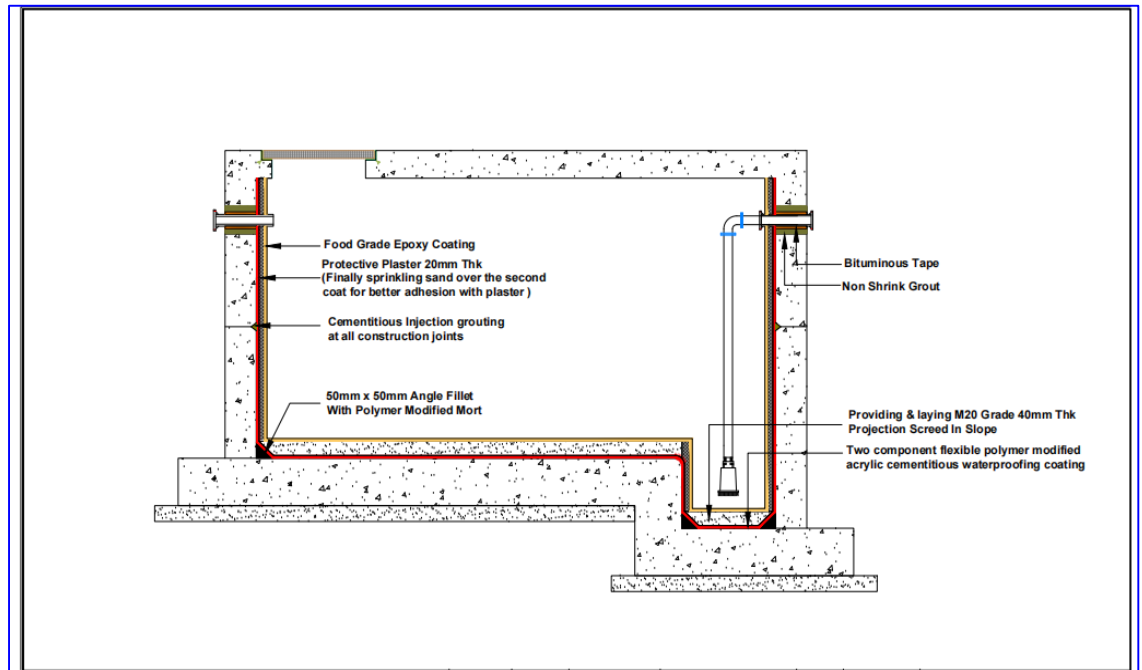 Food Grade Epoxy Coating
Protective Plaster 20mm Thk
(Finally sprinkling sand over the second
coat for better adhesion with plaster )
Cementitious Injection grouting
at all construction joints
50mm x 50mm Angle Fillet
With Polymer Modified Mort
Bituminous Tape
Non Shrink Grout
Providing & laying M20 Grade 40mm Thk
Projection Screed In Slope
Two component flexible polymer modified
acrylic cementitious waterproofing coating